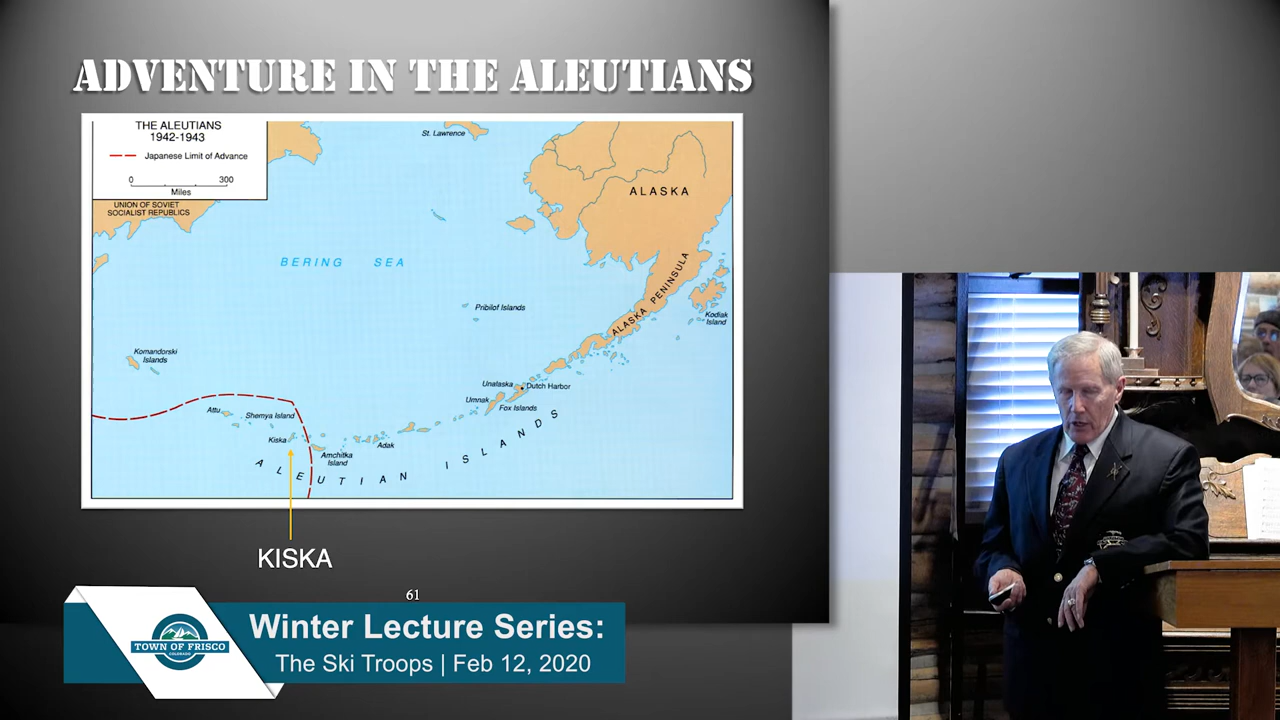 ADVENTURE IN THE ALEUTIANS
THE ALEUTIANS
1942-1943
Japanese Limit of Advance
0 300
Miles
UNION OF SOVIET
SOCIALIST REPUBLICS
St. Lawrence
ALASKA
BERING SEA
ALASKA PENINSULA
Pribilof Islands
Kodiak
Island
Komandorski
Islands
Unalaska
Dutch Harbor
Umnak
Fox Islands
Attu
Shemya Island
Kiska
Amchitka
Island
Adak
ALEUTIAN ISLANDS
KISKA
61
TOWN OF FRISCO
COLORADO
Winter Lecture Series:
The Ski Troops | Feb 12, 2020